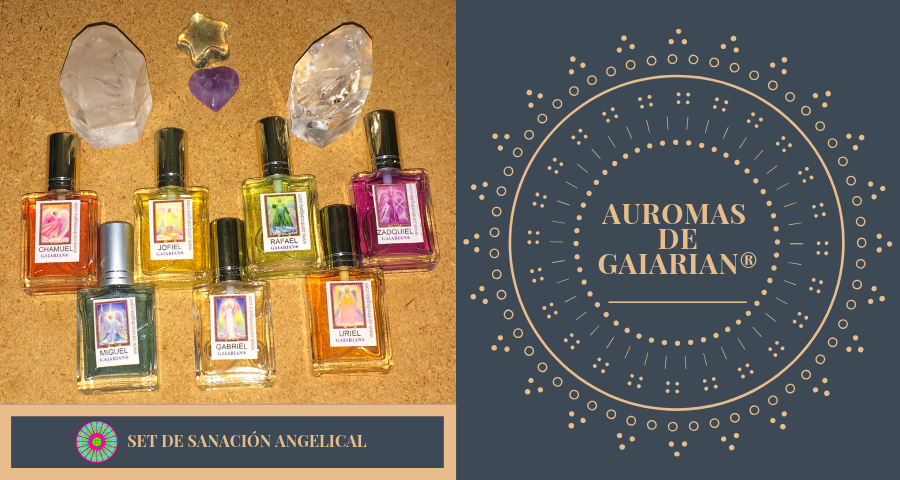 CHAMUEL
GAIARIAN®
JOFIEL
GAIARIAN®
RAFAEL
GAIARIAN®
ZADQUIEL
GAIARIAN®
MIGUEL
GAIARIAN®
GABRIEL
GAIARIAN®
URIEL
GAIARIAN®
SET DE SANACIÓN ANGELICAL
AUROMAS
DE
GAIARIAN®